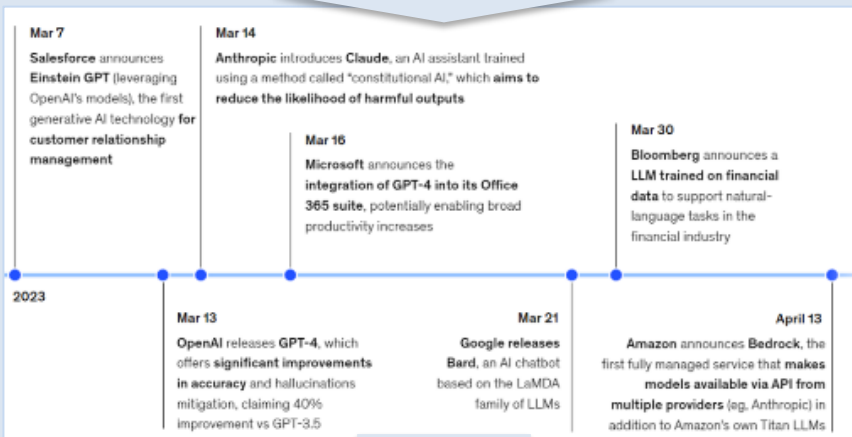 Mar 7
Salesforce announces
Einstein GPT (leveraging
OpenAI's models), the first
generative AI technology for
customer relationship
management
Mar 14
Anthropic introduces Claude, an AI assistant trained
using a method called "constitutional AI," which aims to
reduce the likelihood of harmful outputs
Mar 16
Microsoft announces the
integration of GPT-4 into its Office
365 suite, potentially enabling broad
productivity increases
Mar 30
Bloomberg announces a
LLM trained on financial
data to support natural-
language tasks in the
financial industry
2023
Mar 13
OpenAI releases GPT-4, which
offers significant improvements
in accuracy and hallucinations
mitigation, claiming 40%
improvement vs GPT-3.5
Mar 21
Google releases
Bard, an AI chatbot
based on the LaMDA
family of LLMs
April 13
Amazon announces Bedrock, the
first fully managed service that makes
models available via API from
multiple providers (eg, Anthropic) in
addition to Amazon's own Titan LLMs